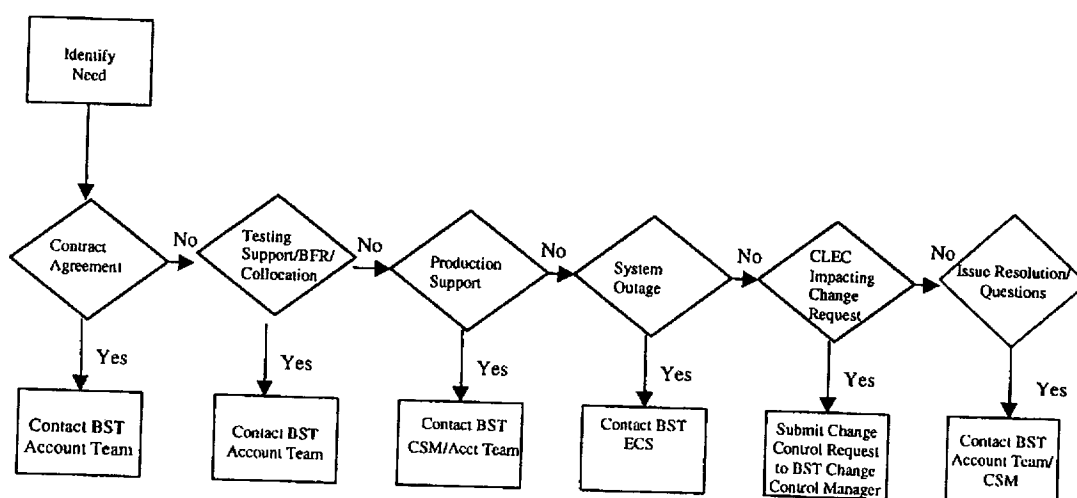 Identify
Need
Contract
Agreement
No
Testing
Support/BFR/
Collocation
No
Production
Support
No
System
Outage
No
CLEC
Impacting
Change
Request
No
Issue Resolution/
Questions
Yes
Yes
Yes
Yes
Yes
Yes
Contact BST
Account Team
Contact BST
Account Team
Contact BST
CSM/Acct Team
Contact BST
ECS
Submit Change
Control Request
to BST Change
Control Manager
Contact BST
Account Team/
CSM